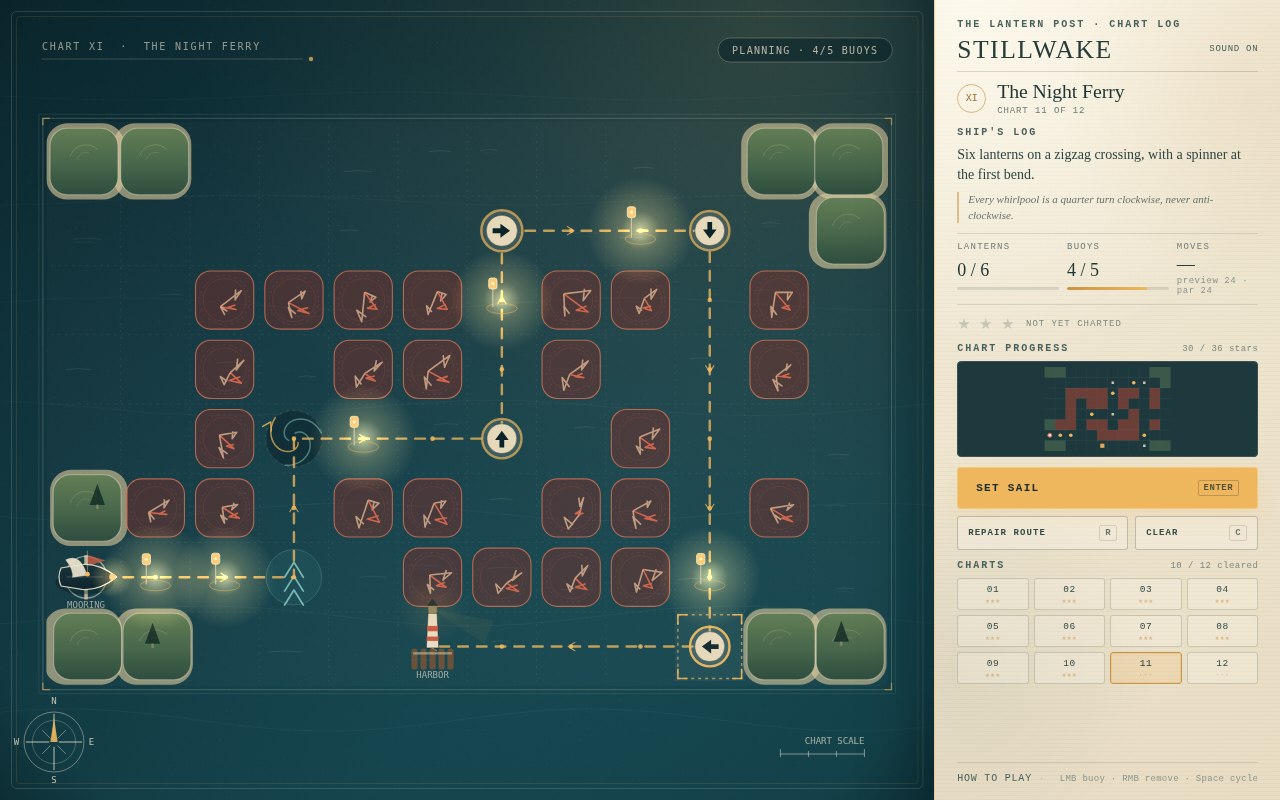 CHART XI · THE NIGHT FERRY
PLANNING · 4/5 BUOYS
MOORING
HARBOR
N
W
E
S
CHART SCALE
THE LANTERN POST · CHART LOG
STILLWAKE
SOUND ON
XI
The Night Ferry
CHART 11 OF 12
SHIP'S LOG
Six lanterns on a zigzag crossing, with a spinner at
the first bend.
Every whirlpool is a quarter turn clockwise, never anti-
clockwise.
LANTERNS
0 / 6
BUOYS
4 / 5
MOVES
—
preview 24 ·
par 24
★ ★ ★ NOT YET CHARTED
CHART PROGRESS
30 / 36 stars
SET SAIL
ENTER
REPAIR ROUTE
R
CLEAR
C
CHARTS
10 / 12 cleared
01
★★★
02
★★★
03
★★★
04
★★★
05
★★★
06
★★★
07
★★★
08
★★★
09
★★★
10
★★★
11
···
12
···
HOW TO PLAY · LMB buoy · RMB remove · Space cycle